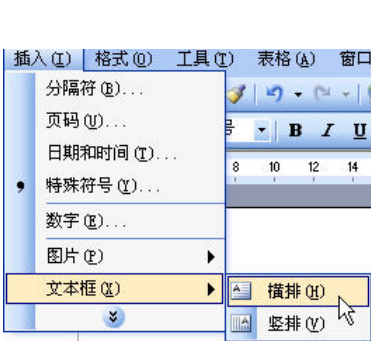 插入(I) 格式(O) 工具(T) 表格(A) 窗口
分隔符(B)...
页码(U)...
号 B I U
日期和时间(T)...
8 10 12 14
特殊符号(Y)...
数字(E)...
图片(P)
文本框(X) 横排(H)
竖排(V)